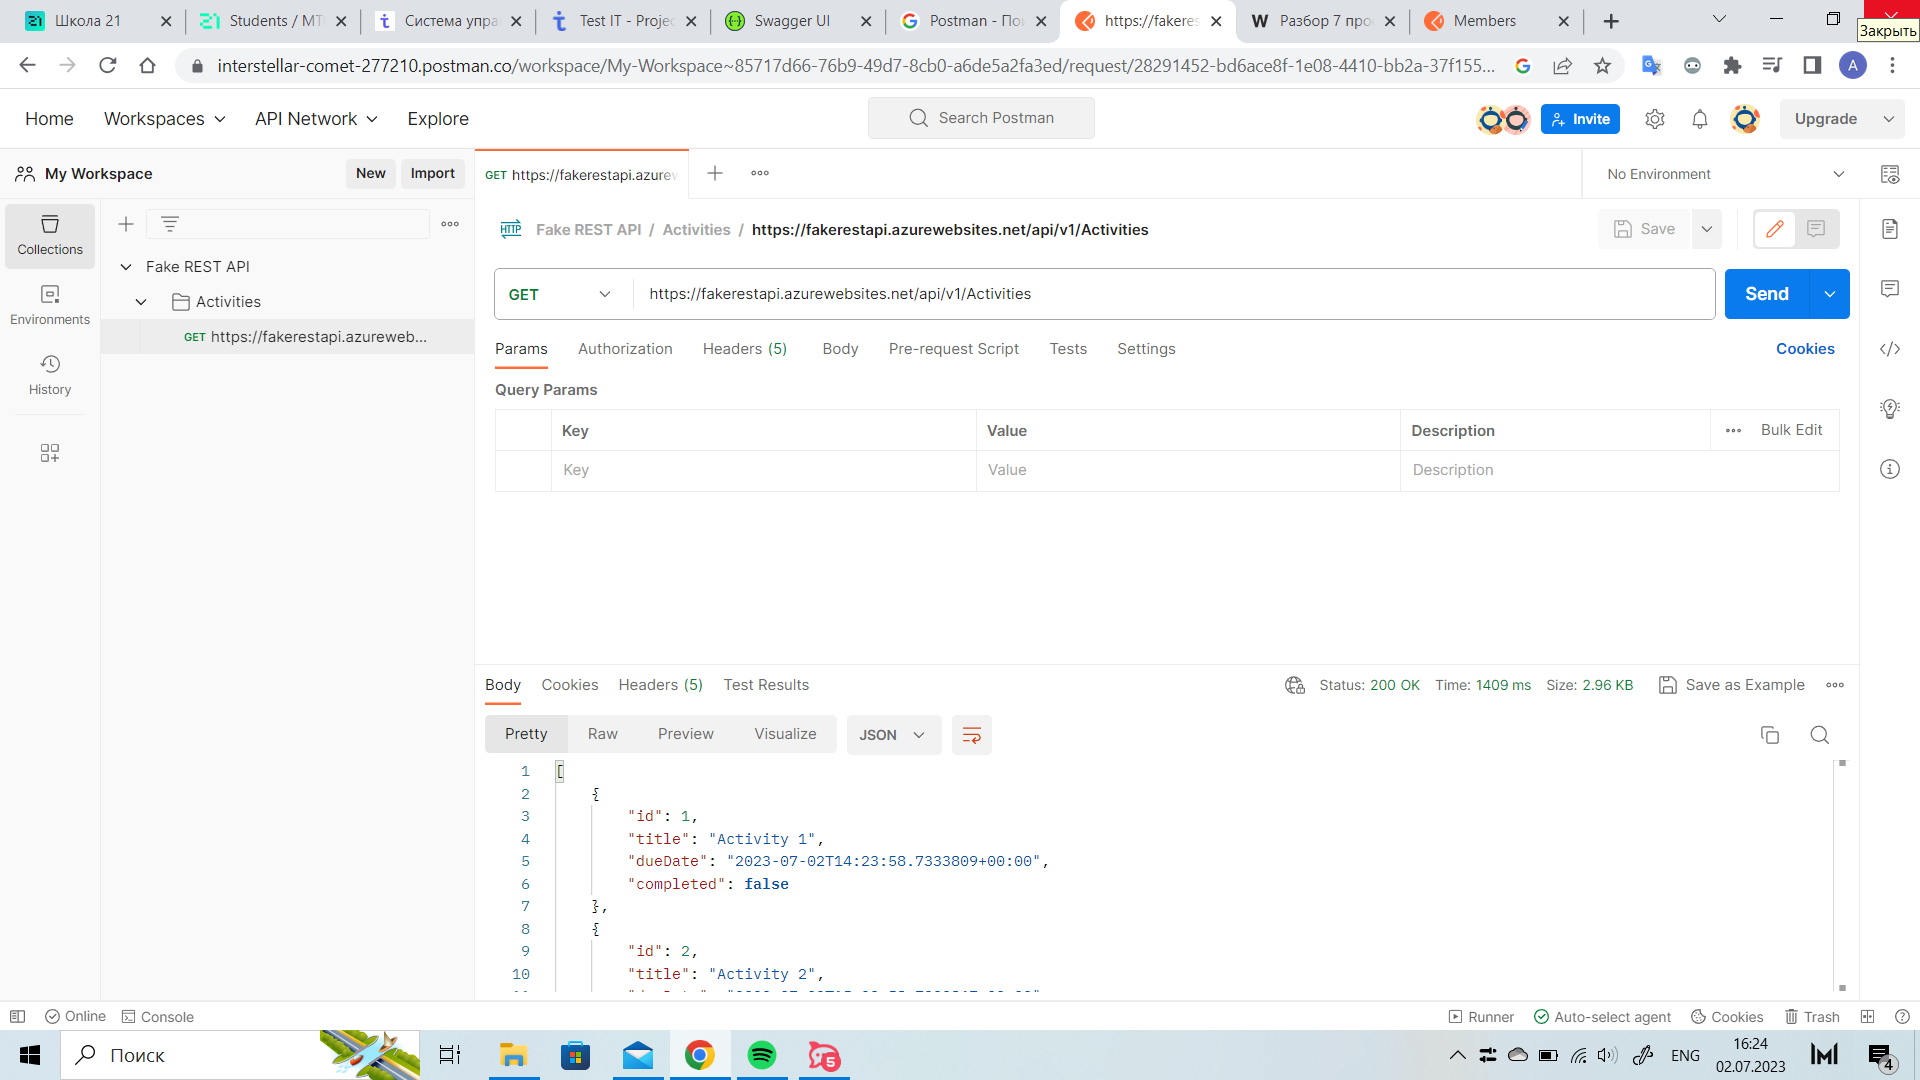 Школа 21
Students / МТ
Система упра
Test IT - Projec
Swagger UI
Postman - По
https://fakeres
Разбор 7 про
Members
Закрыть
interstellar-comet-277210.postman.co/workspace/My-Workspace~85717d66-76b9-49d7-8cb0-a6de5a2fa3ed/request/28291452-bd6ace8f-1e08-4410-bb2a-37f155...
A
Home
Workspaces
API Network
Explore
Search Postman
Invite
Upgrade
My Workspace
New
Import
GET https://fakerestapi.azurew
No Environment
Collections
Environments
History
Fake REST API
Activities
GET https://fakerestapi.azureweb...
HTTP
Fake REST API / Activities / https://fakerestapi.azurewebsites.net/api/v1/Activities
Save
GET
https://fakerestapi.azurewebsites.net/api/v1/Activities
Send
Params
Authorization
Headers (5)
Body
Pre-request Script
Tests
Settings
Cookies
Query Params
Key
Value
Description
Bulk Edit
Key
Value
Description
Body
Cookies
Headers (5)
Test Results
Status: 200 OK
Time: 1409 ms
Size: 2.96 KB
Save as Example
Pretty
Raw
Preview
Visualize
JSON
1 [
2 {
3 "id": 1,
4 "title": "Activity 1",
5 "dueDate": "2023-07-02T14:23:58.7333809+00:00",
6 "completed": false
7 },
8 {
9 "id": 2,
10 "title": "Activity 2",
Online
Console
Runner
Auto-select agent
Cookies
Trash
Поиск
5
ENG
16:24
02.07.2023
4